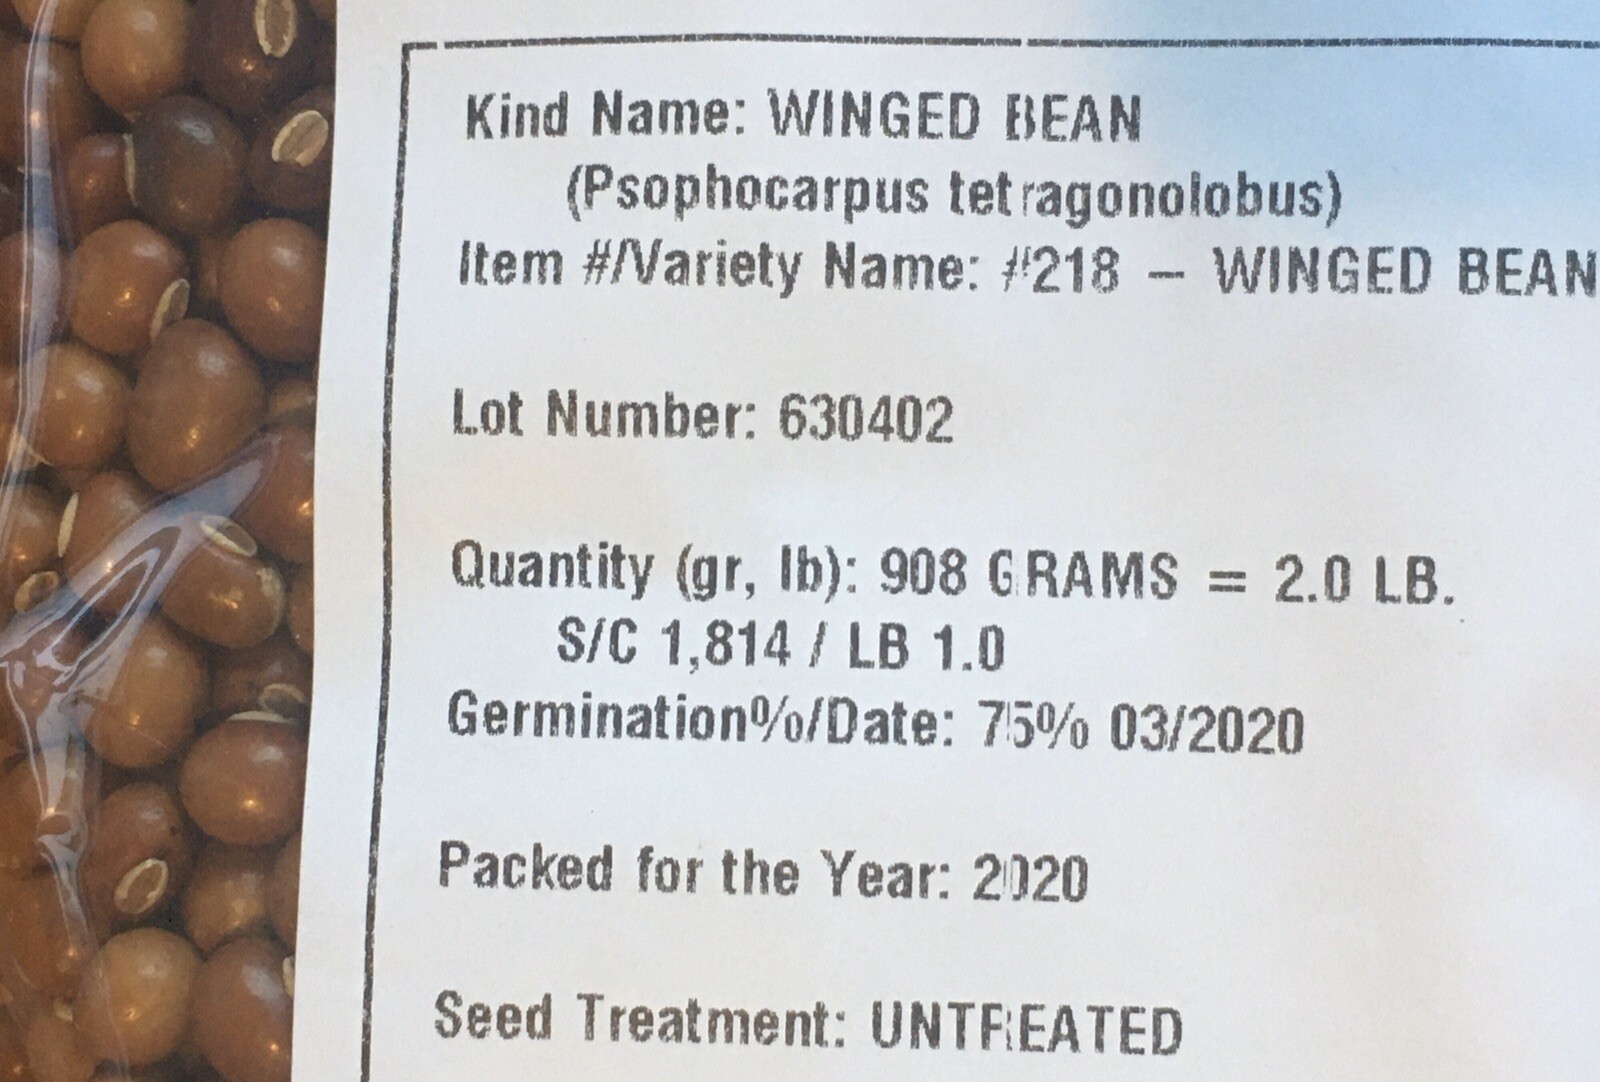 Kind Name: WINGED BEAN
(Psophocarpus tetragonolobus)
Item #/Variety Name: #218 – WINGED BEAN
Lot Number: 630402
Quantity (gr, lb): 908 GRAMS = 2.0 LB.
S/C 1,814 / LB 1.0
Germination%/Date: 75% 03/2020
Packed for the Year: 2020
Seed Treatment: UNTREATED